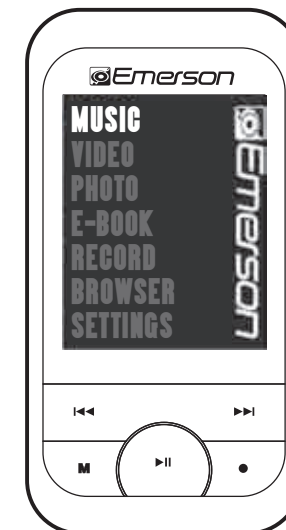 Emerson
MUSIC
VIDEO
PHOTO
E-BOOK
RECORD
BROWSER
SETTINGS
Emerson
M